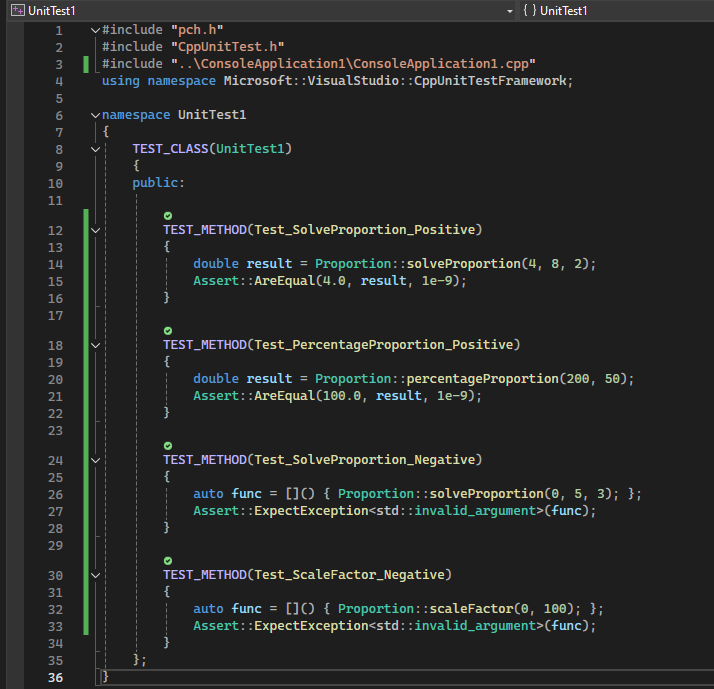 UnitTest1 { } UnitTest1
1 #include "pch.h"
2 #include "CppUnitTest.h"
3 #include "..\ConsoleApplication1\ConsoleApplication1.cpp"
4 using namespace Microsoft::VisualStudio::CppUnitTestFramework;
5
6 namespace UnitTest1
7 {
8     TEST_CLASS(UnitTest1)
9     {
10     public:
11
12         TEST_METHOD(Test_SolveProportion_Positive)
13         {
14             double result = Proportion::solveProportion(4, 8, 2);
15             Assert::AreEqual(4.0, result, 1e-9);
16         }
17
18         TEST_METHOD(Test_PercentageProportion_Positive)
19         {
20             double result = Proportion::percentageProportion(200, 50);
21             Assert::AreEqual(100.0, result, 1e-9);
22         }
23
24         TEST_METHOD(Test_SolveProportion_Negative)
25         {
26             auto func = []() { Proportion::solveProportion(0, 5, 3); };
27             Assert::ExpectException<std::invalid_argument>(func);
28         }
29
30         TEST_METHOD(Test_ScaleFactor_Negative)
31         {
32             auto func = []() { Proportion::scaleFactor(0, 100); };
33             Assert::ExpectException<std::invalid_argument>(func);
34         }
35     };
36 }